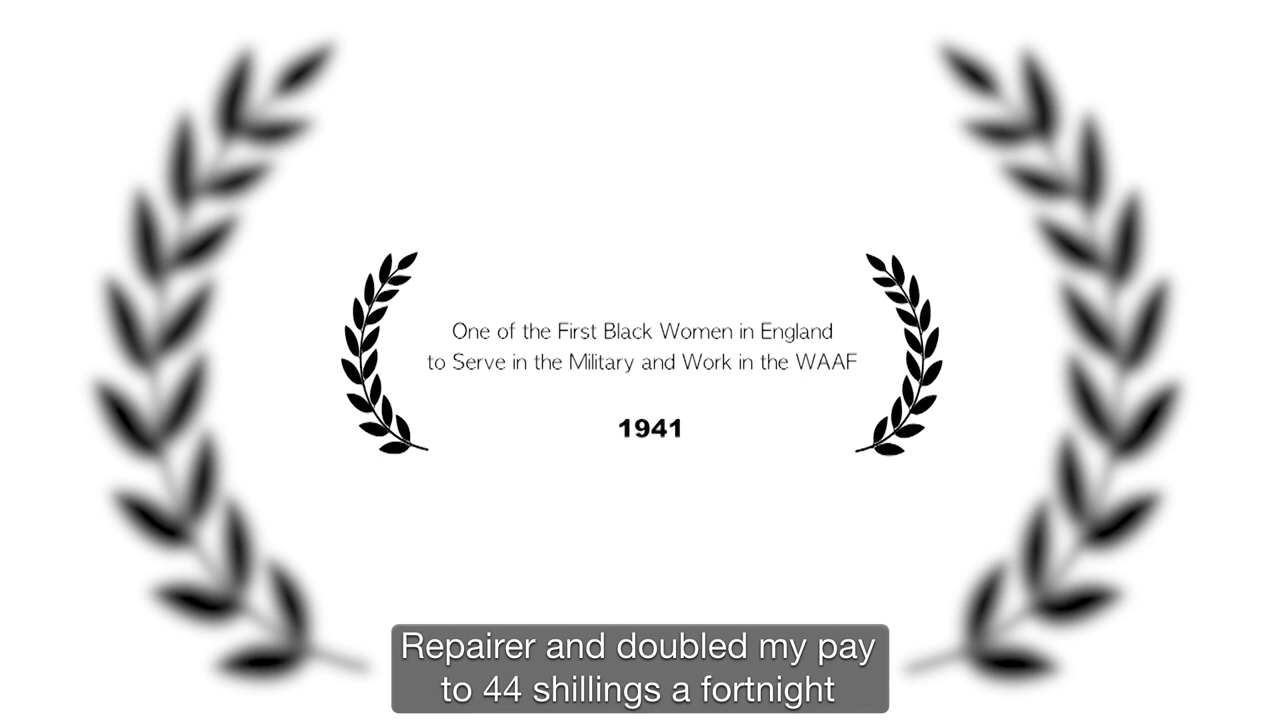 One of the First Black Women in England
to Serve in the Military and Work in the WAAF
1941
Repairer and doubled my pay
to 44 shillings a fortnight